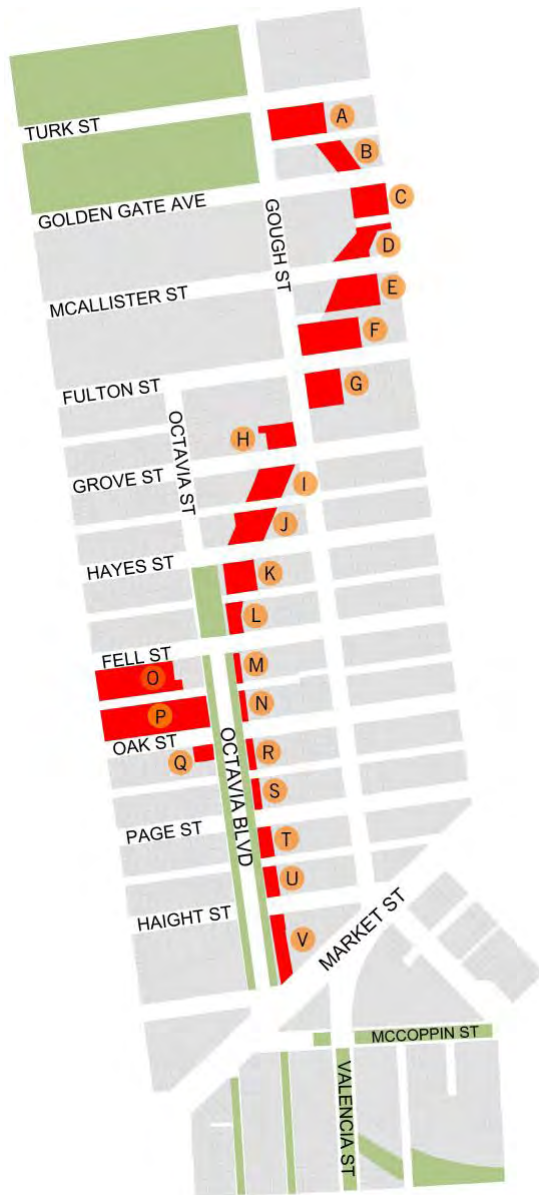 A
TURK ST
B
GOLDEN GATE AVE
C
GOUGH ST
D
MCALLISTER ST
E
F
FULTON ST
G
OCTAVIA ST
H
GROVE ST
I
J
HAYES ST
K
L
FELL ST
M
O
N
P
OAK ST
Q
OCTAVIA BLVD
R
S
PAGE ST
T
U
HAIGHT ST
V
MARKET ST
MCCOPPIN ST
VALENCIA ST